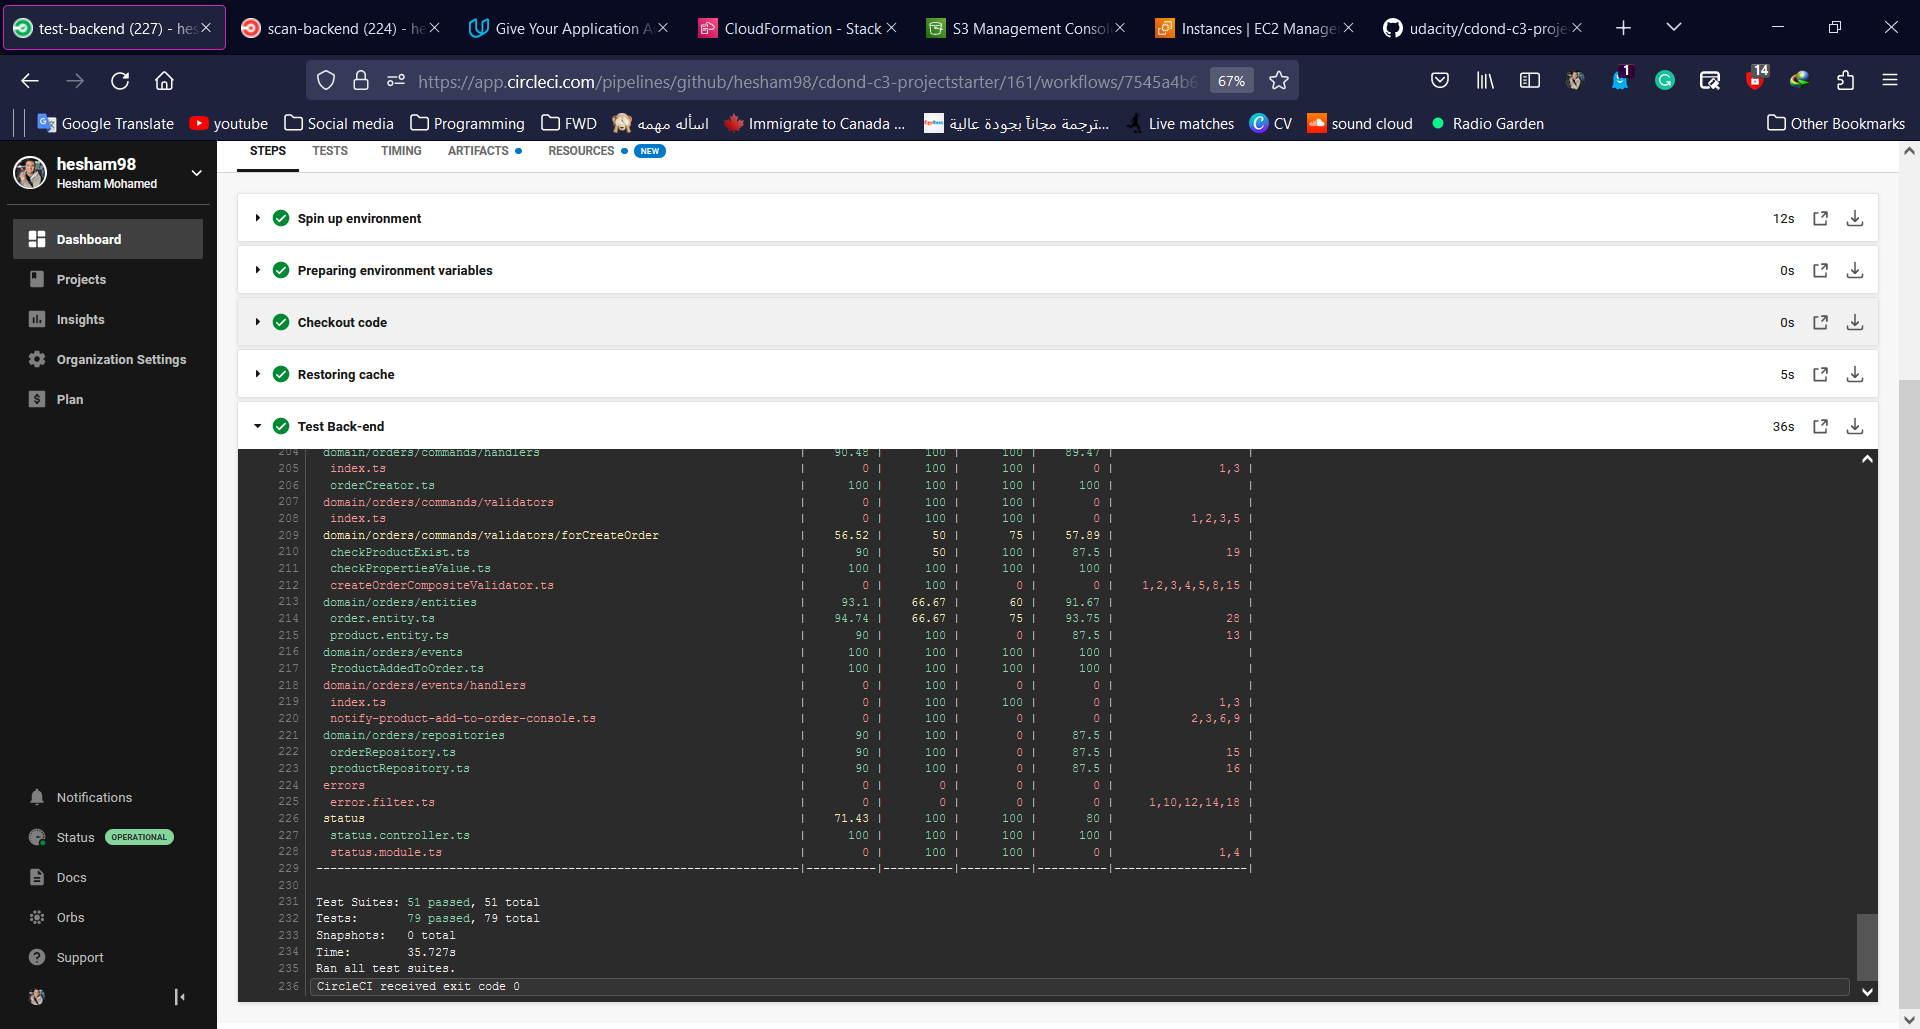 test-backend (227) - hes
scan-backend (224) - he
Give Your Application A
CloudFormation - Stack
S3 Management Consol
Instances | EC2 Manage
udacity/cdond-c3-proje
https://app.circleci.com/pipelines/github/hesham98/cdond-c3-projectstarter/161/workflows/7545a4b6
67%
1
14
Google Translate
youtube
Social media
Programming
FWD
اسأله مهمه
Immigrate to Canada ...
ترجمة مجاناً بجودة عالية...
Live matches
CV
sound cloud
Radio Garden
Other Bookmarks
hesham98
Hesham Mohamed
Dashboard
Projects
Insights
Organization Settings
Plan
Notifications
Status OPERATIONAL
Docs
Orbs
Support
STEPS TESTS TIMING ARTIFACTS RESOURCES NEW
Spin up environment 12s
Preparing environment variables 0s
Checkout code 0s
Restoring cache 5s
Test Back-end 36s
204 domain/orders/commands/handlers | 90.48 | 100 | 100 | 89.47 | |
205 index.ts | 0 | 100 | 100 | 0 | 1,3 |
206 orderCreator.ts | 100 | 100 | 100 | 100 | |
207 domain/orders/commands/validators | 0 | 100 | 100 | 0 | |
208 index.ts | 0 | 100 | 100 | 0 | 1,2,3,5 |
209 domain/orders/commands/validators/forCreateOrder | 56.52 | 50 | 75 | 57.89 | |
210 checkProductExist.ts | 90 | 50 | 100 | 87.5 | 19 |
211 checkPropertiesValue.ts | 100 | 100 | 100 | 100 | |
212 createOrderCompositeValidator.ts | 0 | 100 | 0 | 0 | 1,2,3,4,5,8,15 |
213 domain/orders/entities | 93.1 | 66.67 | 60 | 91.67 | |
214 order.entity.ts | 94.74 | 66.67 | 75 | 93.75 | 28 |
215 product.entity.ts | 90 | 100 | 0 | 87.5 | 13 |
216 domain/orders/events | 100 | 100 | 100 | 100 | |
217 ProductAddedToOrder.ts | 100 | 100 | 100 | 100 | |
218 domain/orders/events/handlers | 0 | 100 | 0 | 0 | |
219 index.ts | 0 | 100 | 100 | 0 | 1,3 |
220 notify-product-add-to-order-console.ts | 0 | 100 | 0 | 0 | 2,3,6,9 |
221 domain/orders/repositories | 90 | 100 | 0 | 87.5 | |
222 orderRepository.ts | 90 | 100 | 0 | 87.5 | 15 |
223 productRepository.ts | 90 | 100 | 0 | 87.5 | 16 |
224 errors | 0 | 0 | 0 | 0 | |
225 error.filter.ts | 0 | 0 | 0 | 0 | 1,10,12,14,18 |
226 status | 71.43 | 100 | 100 | 80 | |
227 status.controller.ts | 100 | 100 | 100 | 100 | |
228 status.module.ts | 0 | 100 | 100 | 0 | 1,4 |
229 ---------------------------------------------------------------------|----------|----------|----------|----------|-------------------|
230
231 Test Suites: 51 passed, 51 total
232 Tests: 79 passed, 79 total
233 Snapshots: 0 total
234 Time: 35.727s
235 Ran all test suites.
236 CircleCI received exit code 0